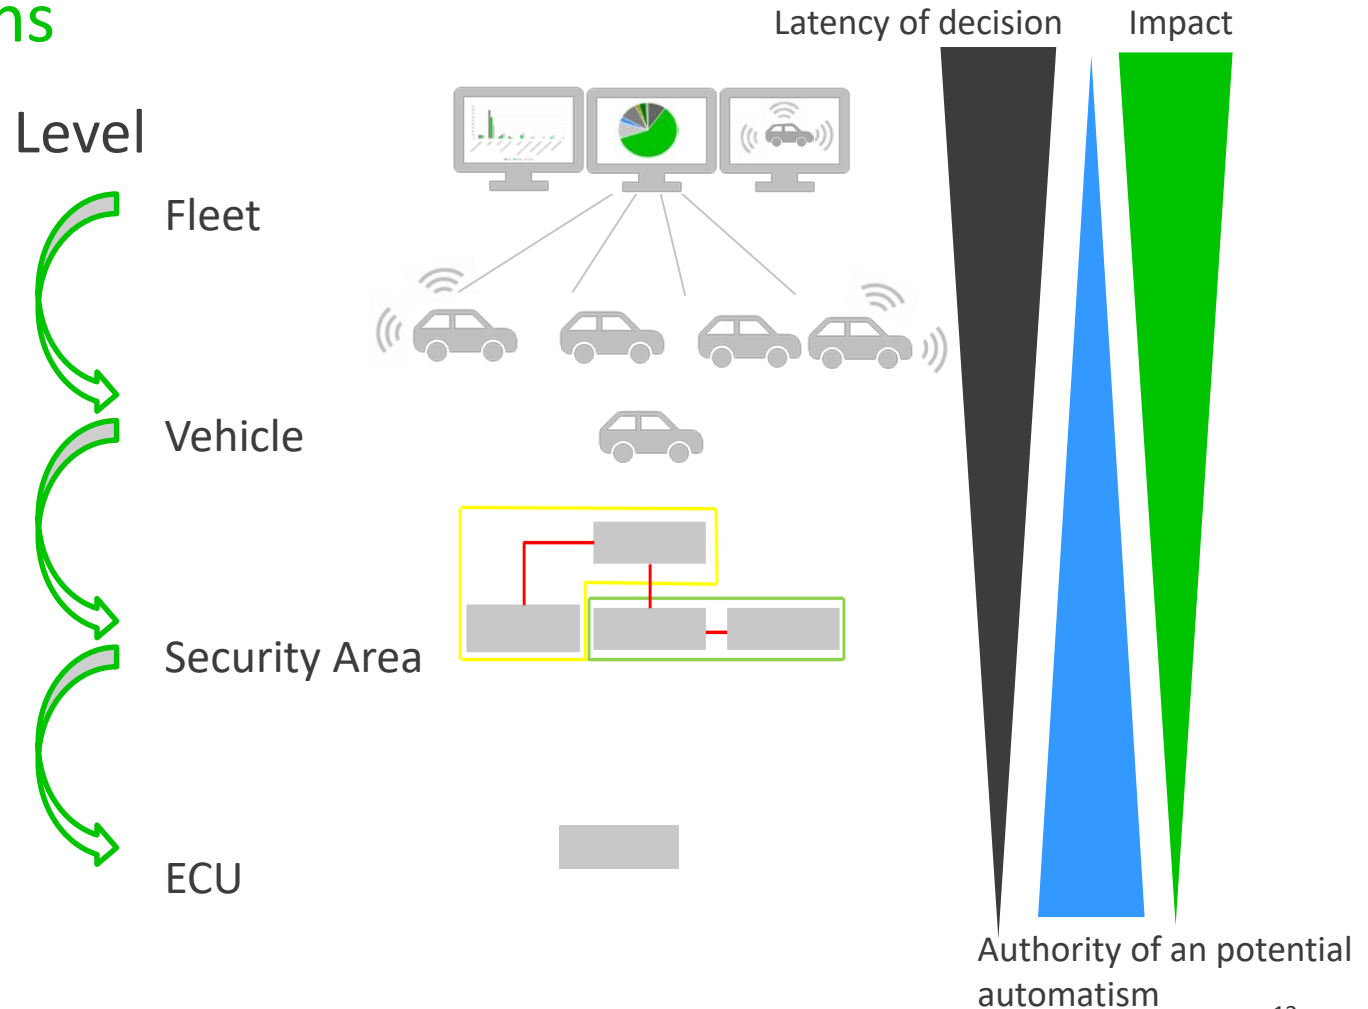 ns
Latency of decision
Impact
Level
Fleet
Vehicle
Security Area
ECU
Authority of an potential
automatism